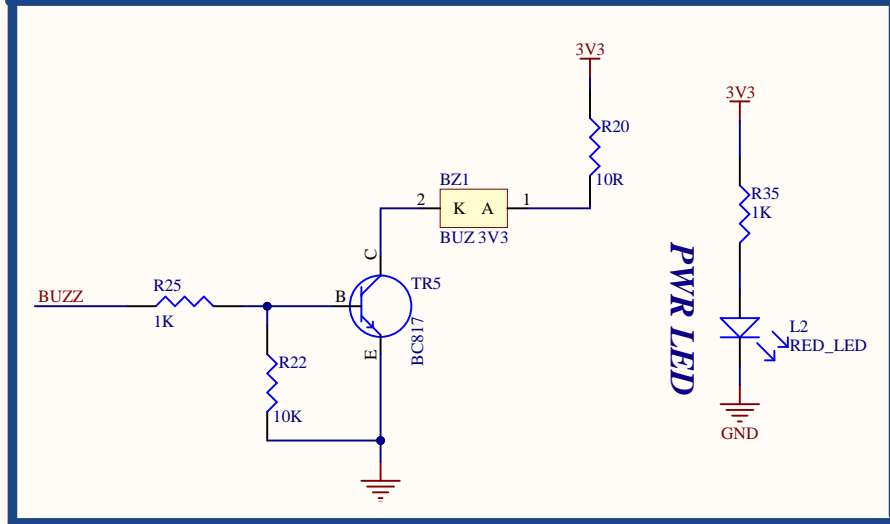 3V3
3V3
R20
10R
BZ1
2
K A
1
BUZ 3V3
R35
1K
C
BUZZ
R25
1K
B
TR5
BC817
E
R22
10K
PWR LED
L2
RED_LED
GND